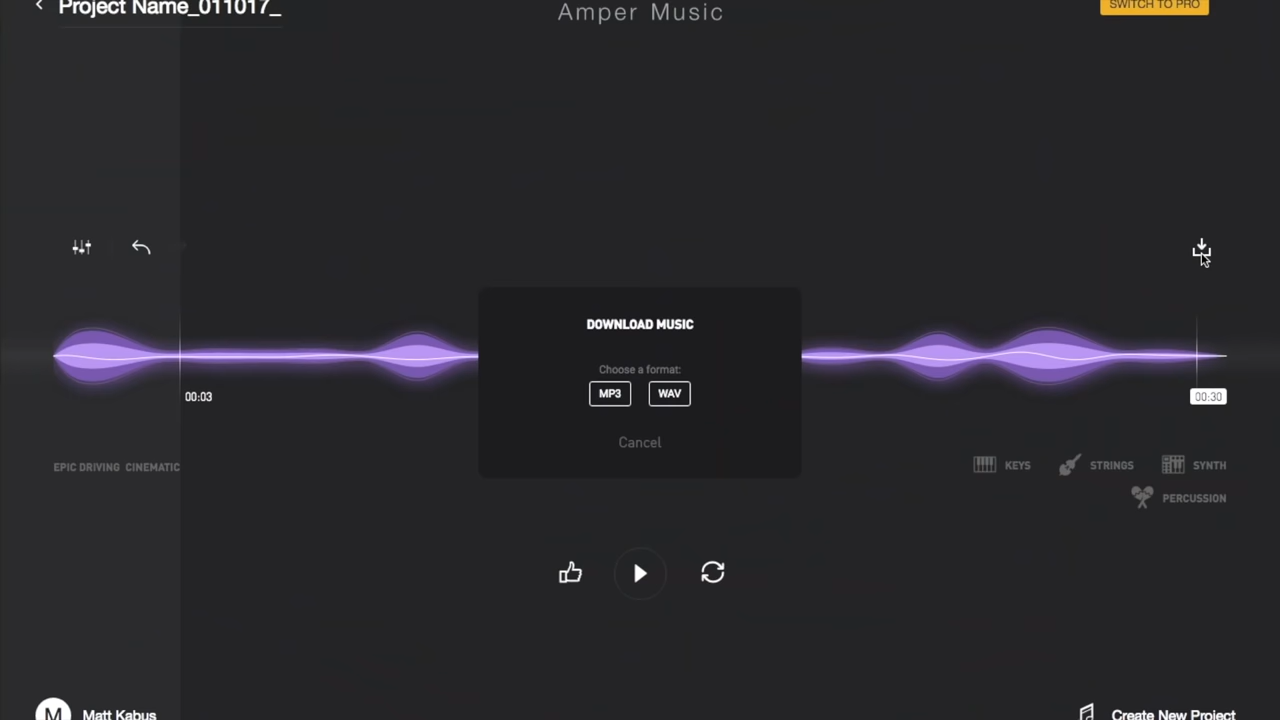 Project Name_011017_
Amper Music
SWITCH TO PRO
DOWNLOAD MUSIC
Choose a format:
MP3 WAV
Cancel
00:03
00:30
EPIC DRIVING CINEMATIC
KEYS STRINGS SYNTH
PERCUSSION
M Matt Kabus
Create New Project